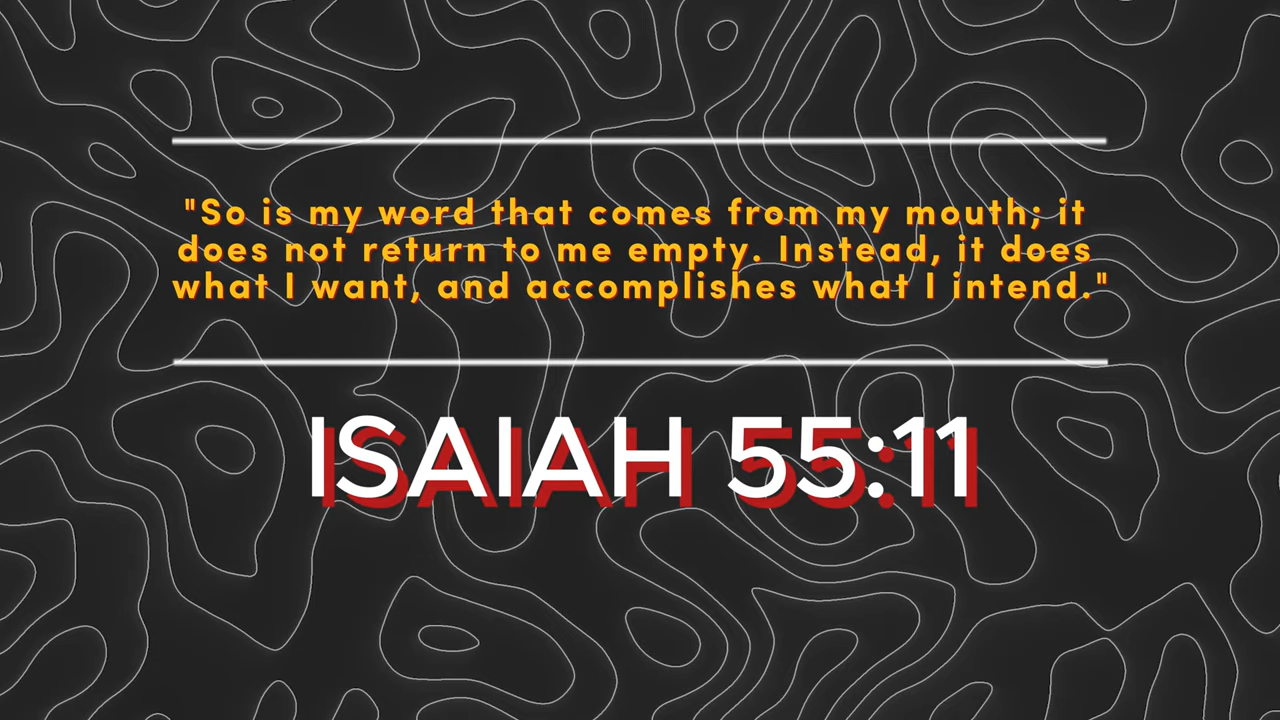 "So is my word that comes from my mouth; it
does not return to me empty. Instead, it does
what I want, and accomplishes what I intend."
ISAIAH 55:11